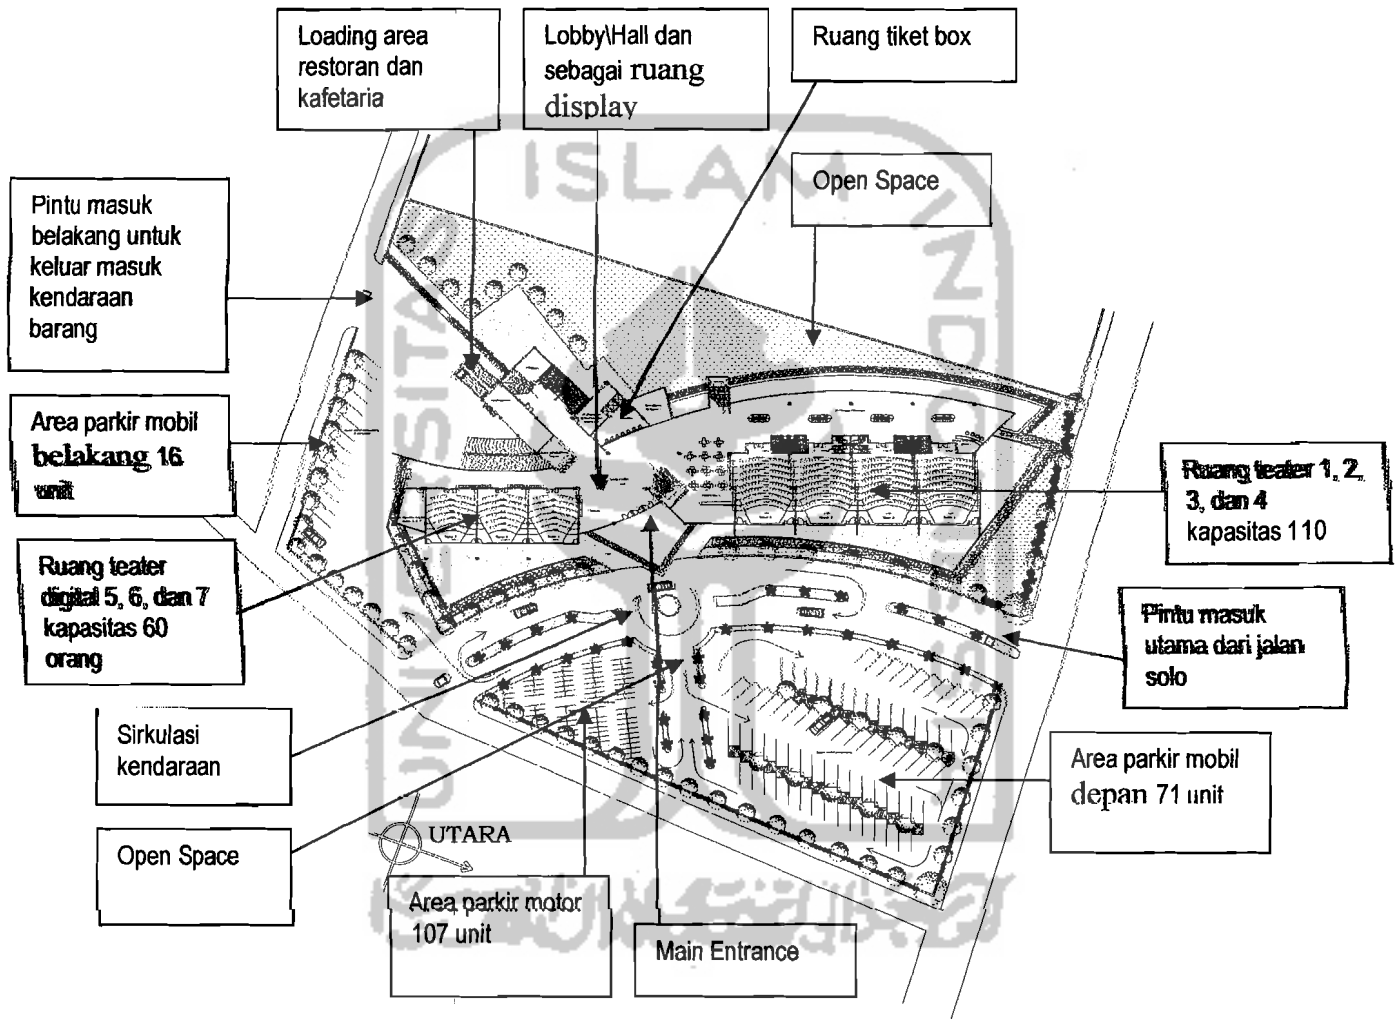 Loading area
restoran dan
kafetaria
Lobby\Hall dan
sebagai ruang
display
Ruang tiket box
Open Space
Pintu masuk
belakang untuk
keluar masuk
kendaraan
barang
Area parkir mobil
belakang 16
unit
Ruang teater
digital 5, 6, dan 7
kapasitas 60
orang
Ruang teater 1, 2,
3, dan 4
kapasitas 110
Pintu masuk
utama dari jalan
solo
Sirkulasi
kendaraan
Area parkir mobil
depan 71 unit
Open Space
UTARA
Area parkir motor
107 unit
Main Entrance
UNIVERSITAS
ISLAM
INDONESIA